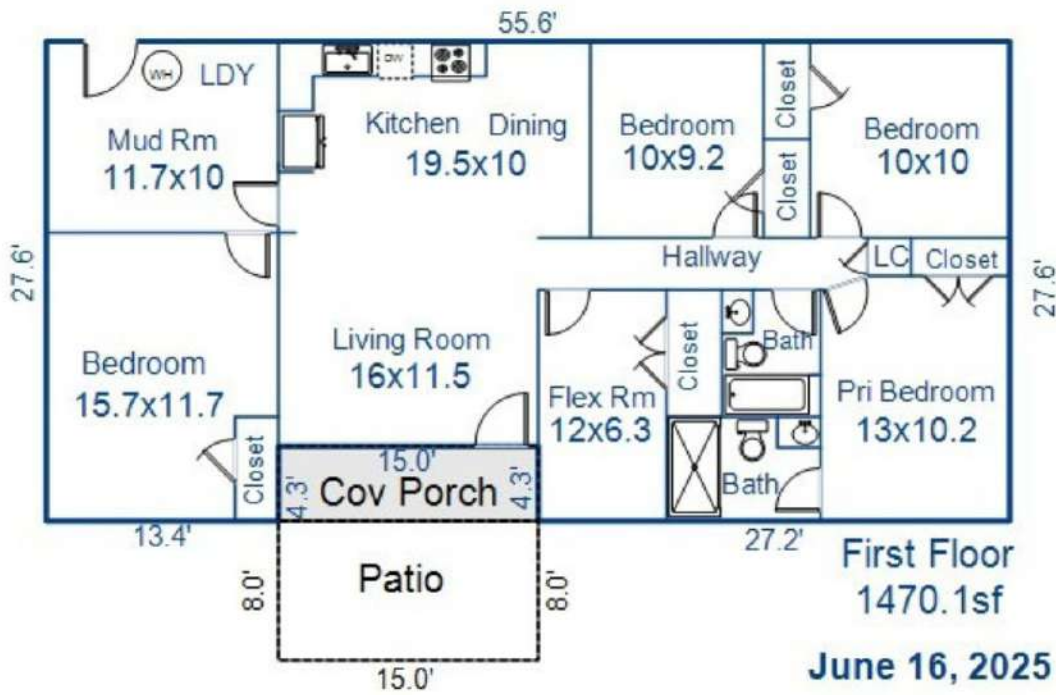 55.6'
WH
LDY
DW
Mud Rm
11.7x10
Kitchen Dining
19.5x10
Bedroom
10x9.2
Closet
Closet
Bedroom
10x10
27.6'
Hallway
LC
Closet
27.6'
Bedroom
15.7x11.7
Closet
Living Room
16x11.5
Flex Rm
12x6.3
Closet
Bath
Bath
Pri Bedroom
13x10.2
15.0'
4.3'
Cov Porch
4.3'
13.4'
27.2'
8.0'
Patio
8.0'
15.0'
First Floor
1470.1sf
June 16, 2025